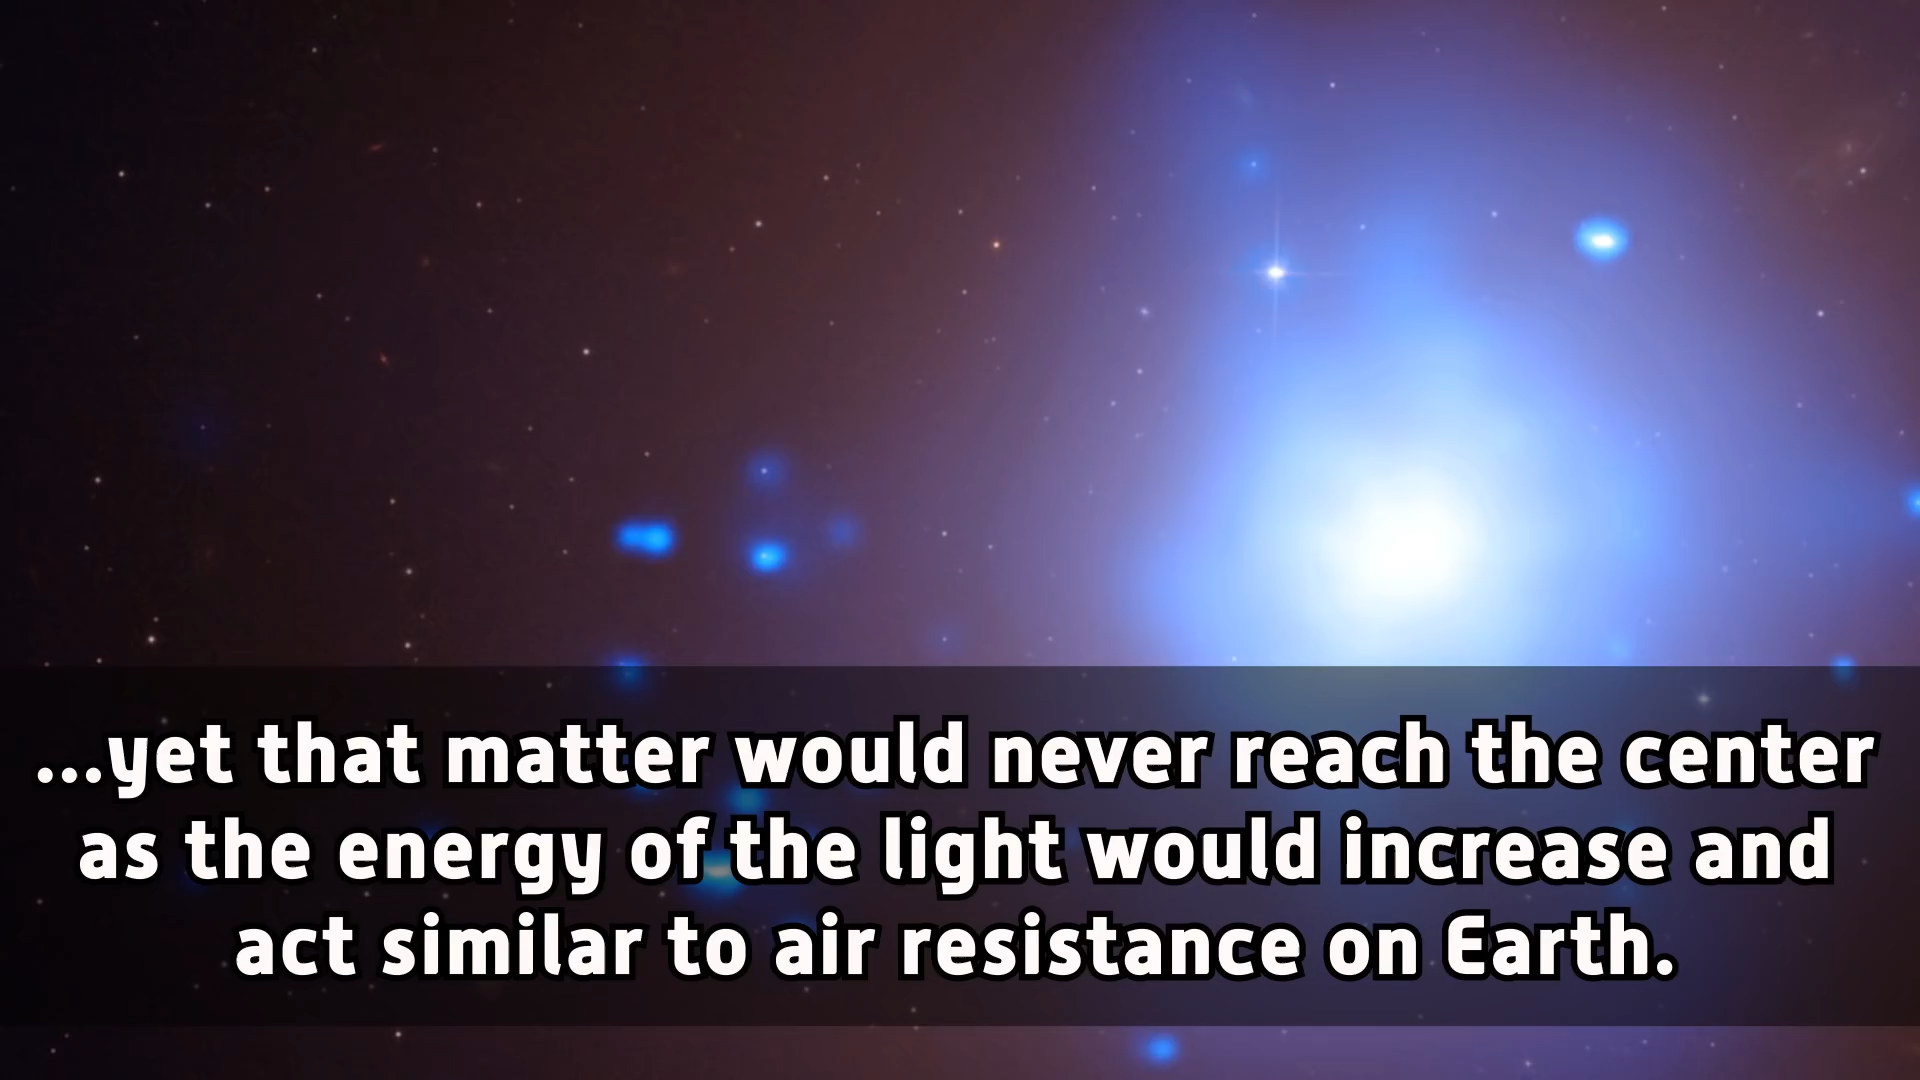 ...yet that matter would never reach the center
as the energy of the light would increase and
act similar to air resistance on Earth.